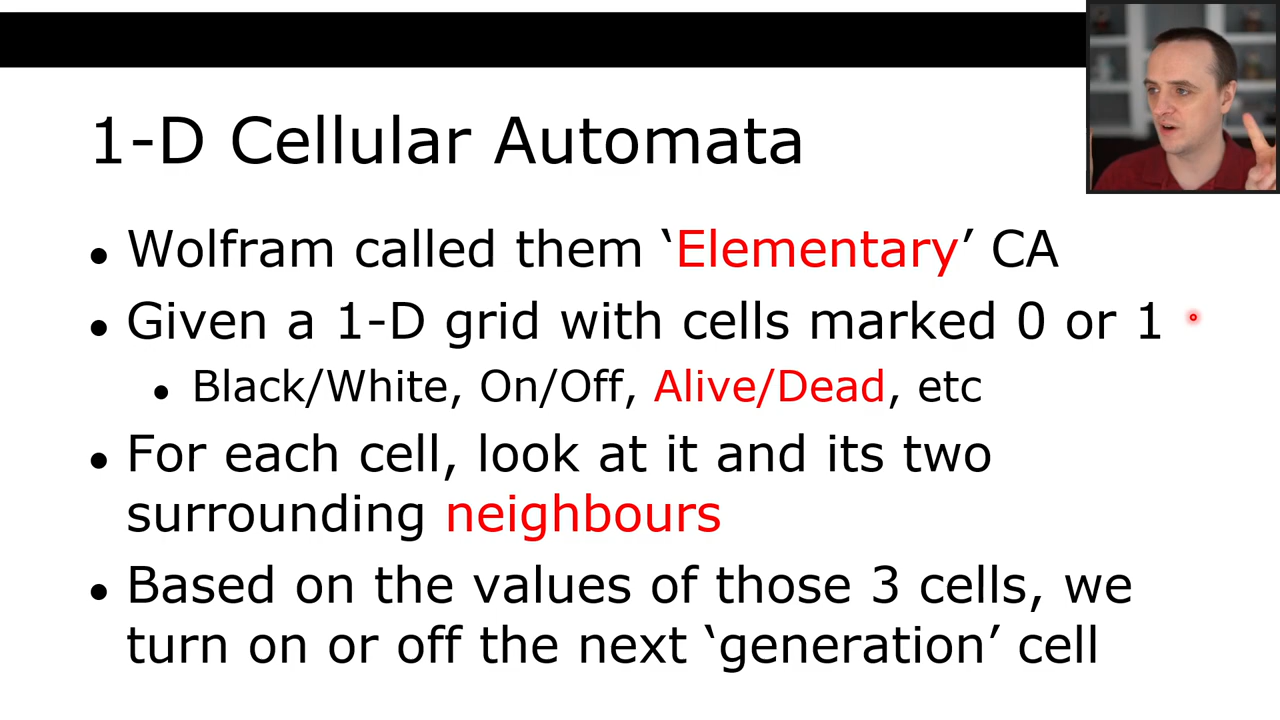 1-D Cellular Automata
• Wolfram called them ‘Elementary’ CA
• Given a 1-D grid with cells marked 0 or 1
• Black/White, On/Off, Alive/Dead, etc
• For each cell, look at it and its two
surrounding neighbours
• Based on the values of those 3 cells, we
turn on or off the next ‘generation’ cell